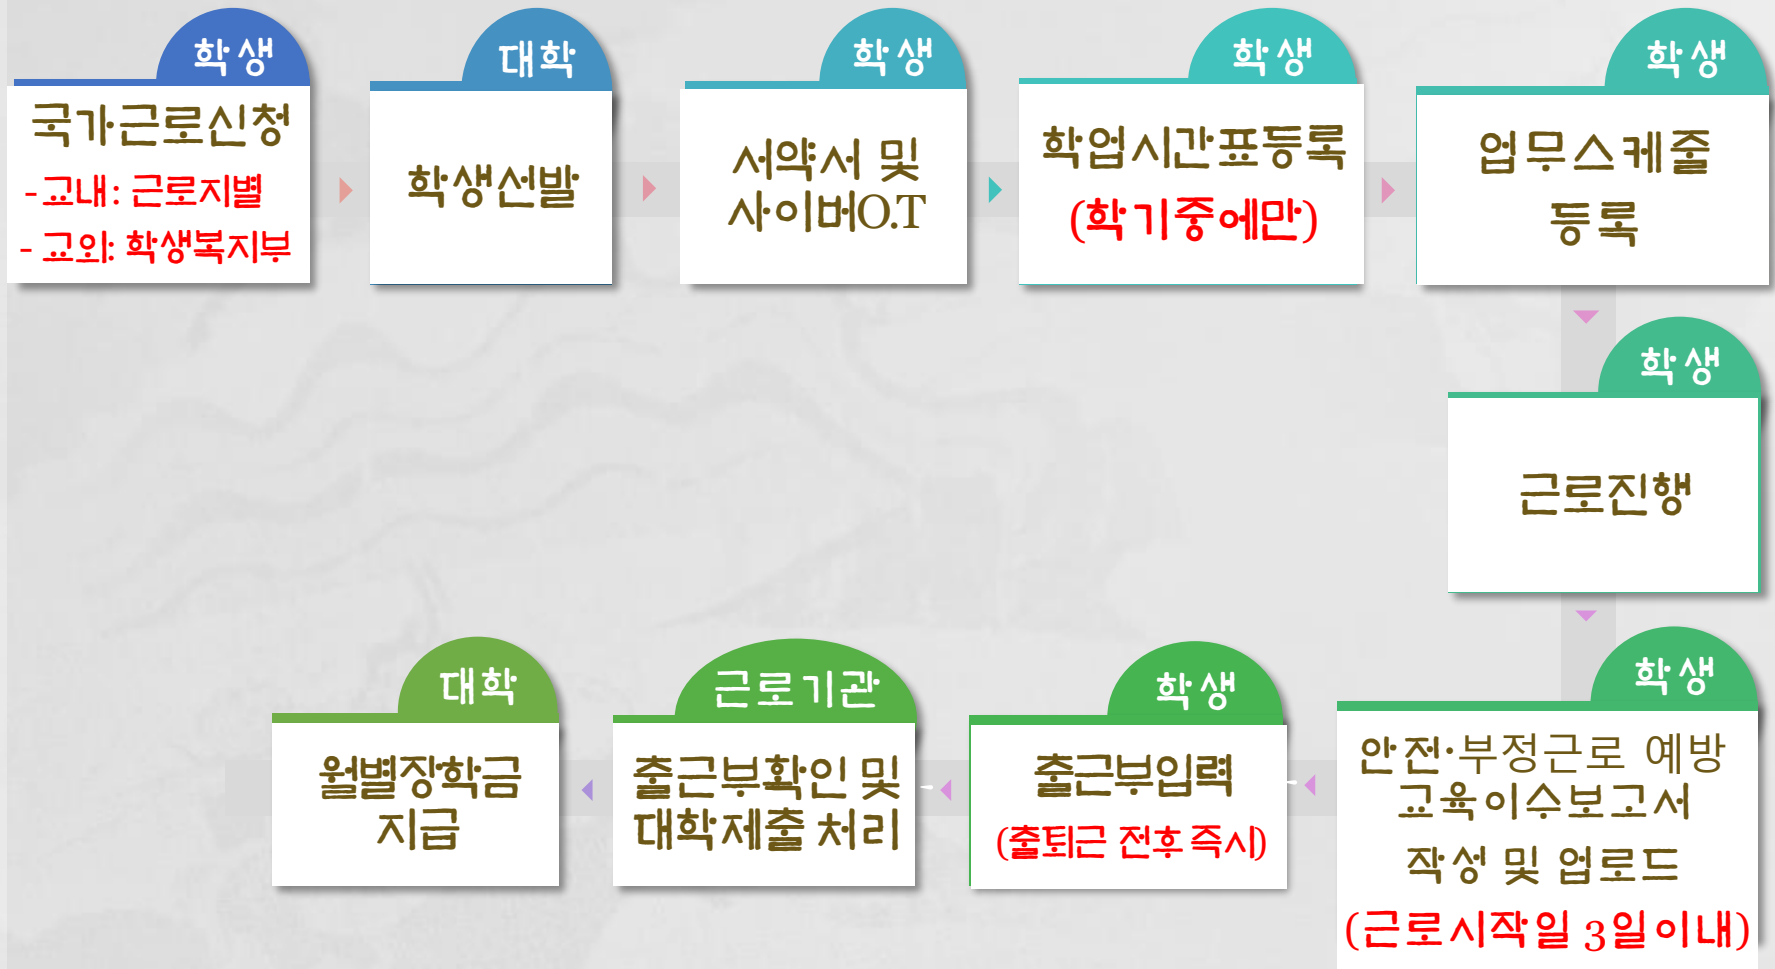 학생
국가근로신청
-교내: 근로지별
- 교외: 학생복지부
대학
학생선발
학생
서약서 및
사이버O.T
학생
학업시간표등록
(학기중에만)
학생
업무스케줄
등록
학생
근로진행
학생
안전·부정근로 예방
교육이수보고서
작성 및 업로드
(근로시작일 3일이내)
학생
출근부입력
(출퇴근 전후 즉시)
근로기관
출근부확인 및
대학제출 처리
대학
월별장학금
지급